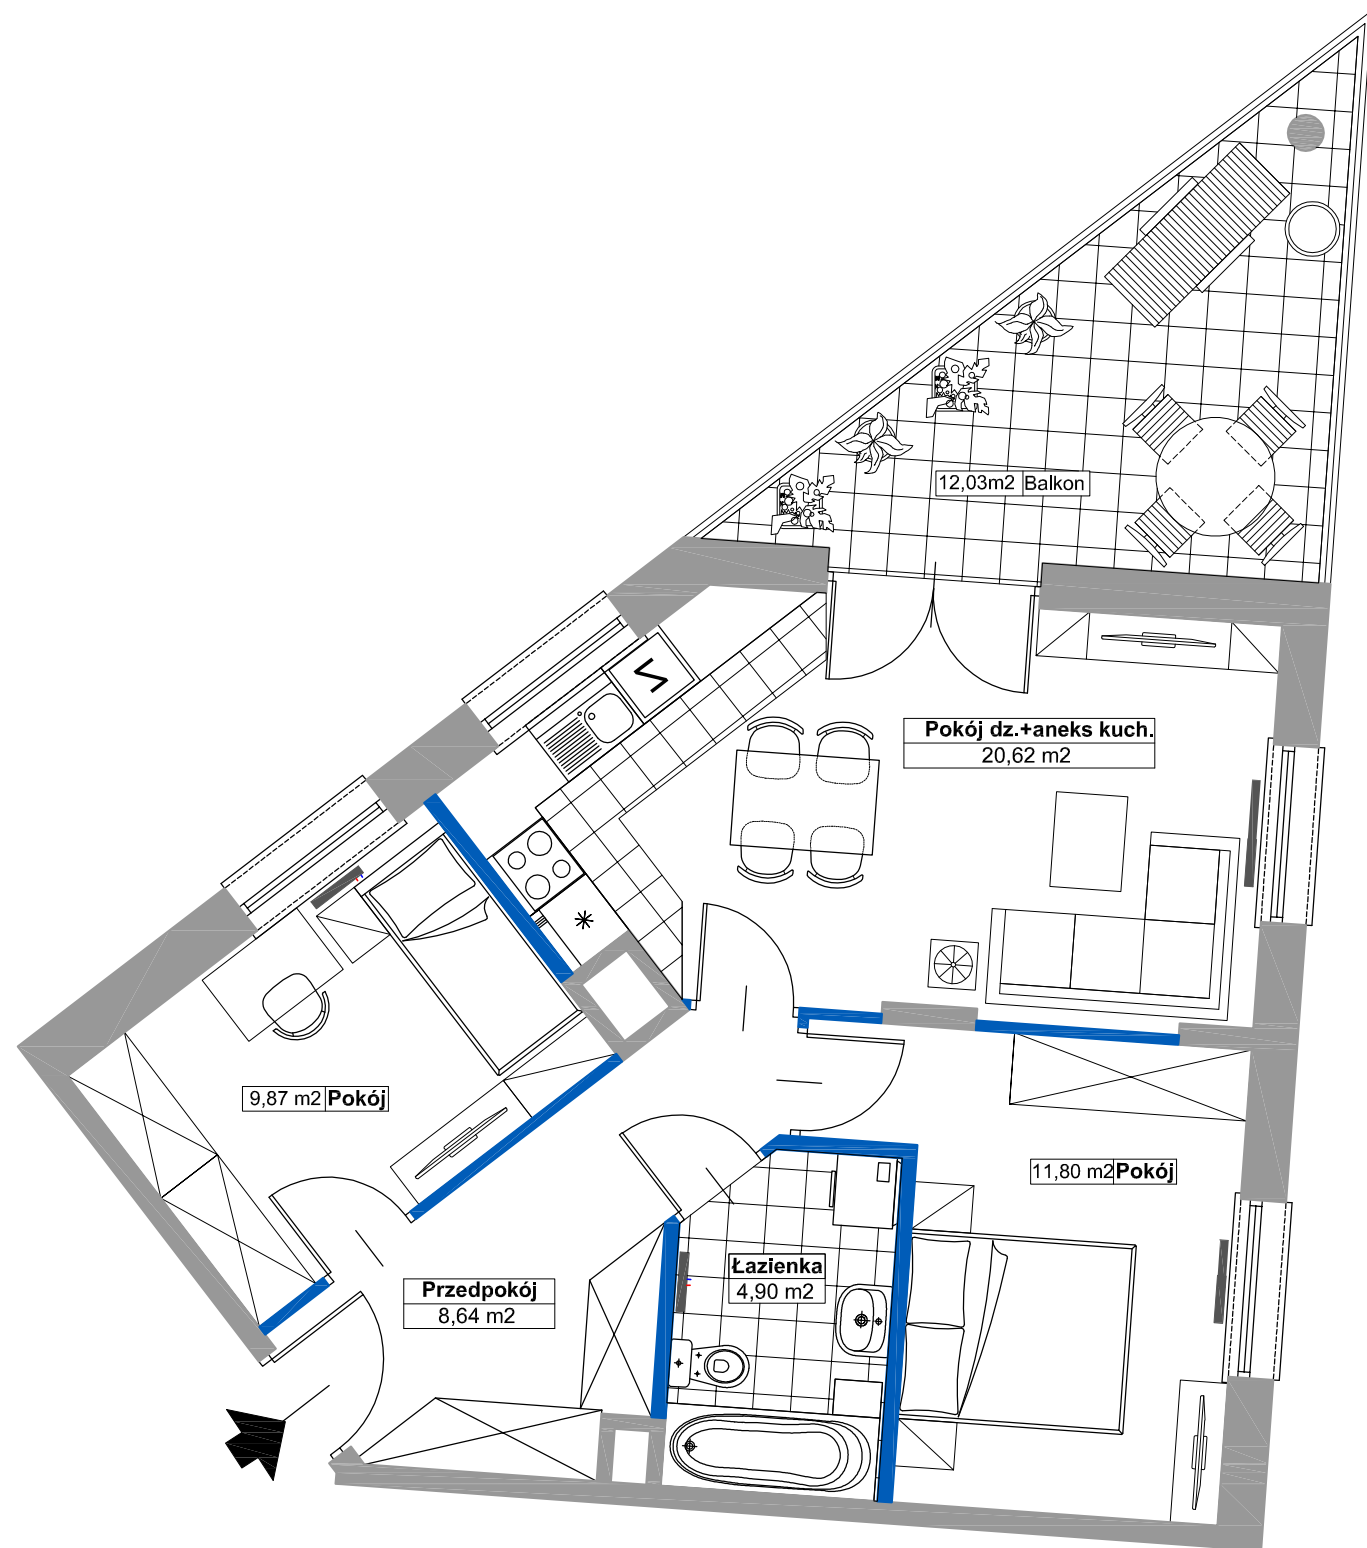 12,03m2 Balkon
Pokój dz.+aneks kuch.
20,62 m2
9,87 m2 Pokój
11,80 m2 Pokój
Łazienka
4,90 m2
Przedpokój
8,64 m2